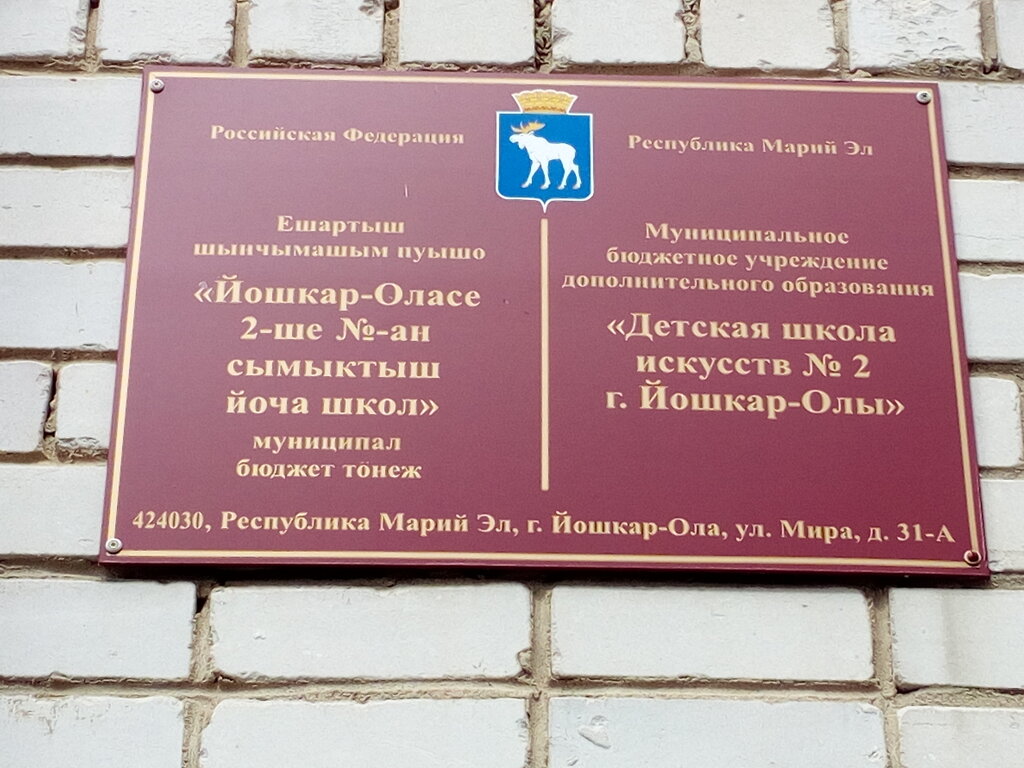 Российская Федерация
Ешартыш
шынчымашым пуышо
«Йошкар-Оласе
2-ше №-ан
сымыктыш
йоча школ»
муниципал
бюджет тӧнеж
Республика Марий Эл
Муниципальное
бюджетное учреждение
дополнительного образования
«Детская школа
искусств № 2
г. Йошкар-Олы»
424030, Республика Марий Эл, г. Йошкар-Ола, ул. Мира, д. 31-А